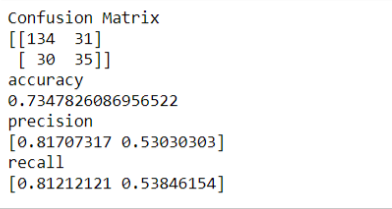 Confusion Matrix
[[134  31]
 [ 30  35]]
accuracy
0.7347826086956522
precision
[0.81707317 0.53030303]
recall
[0.81212121 0.53846154]